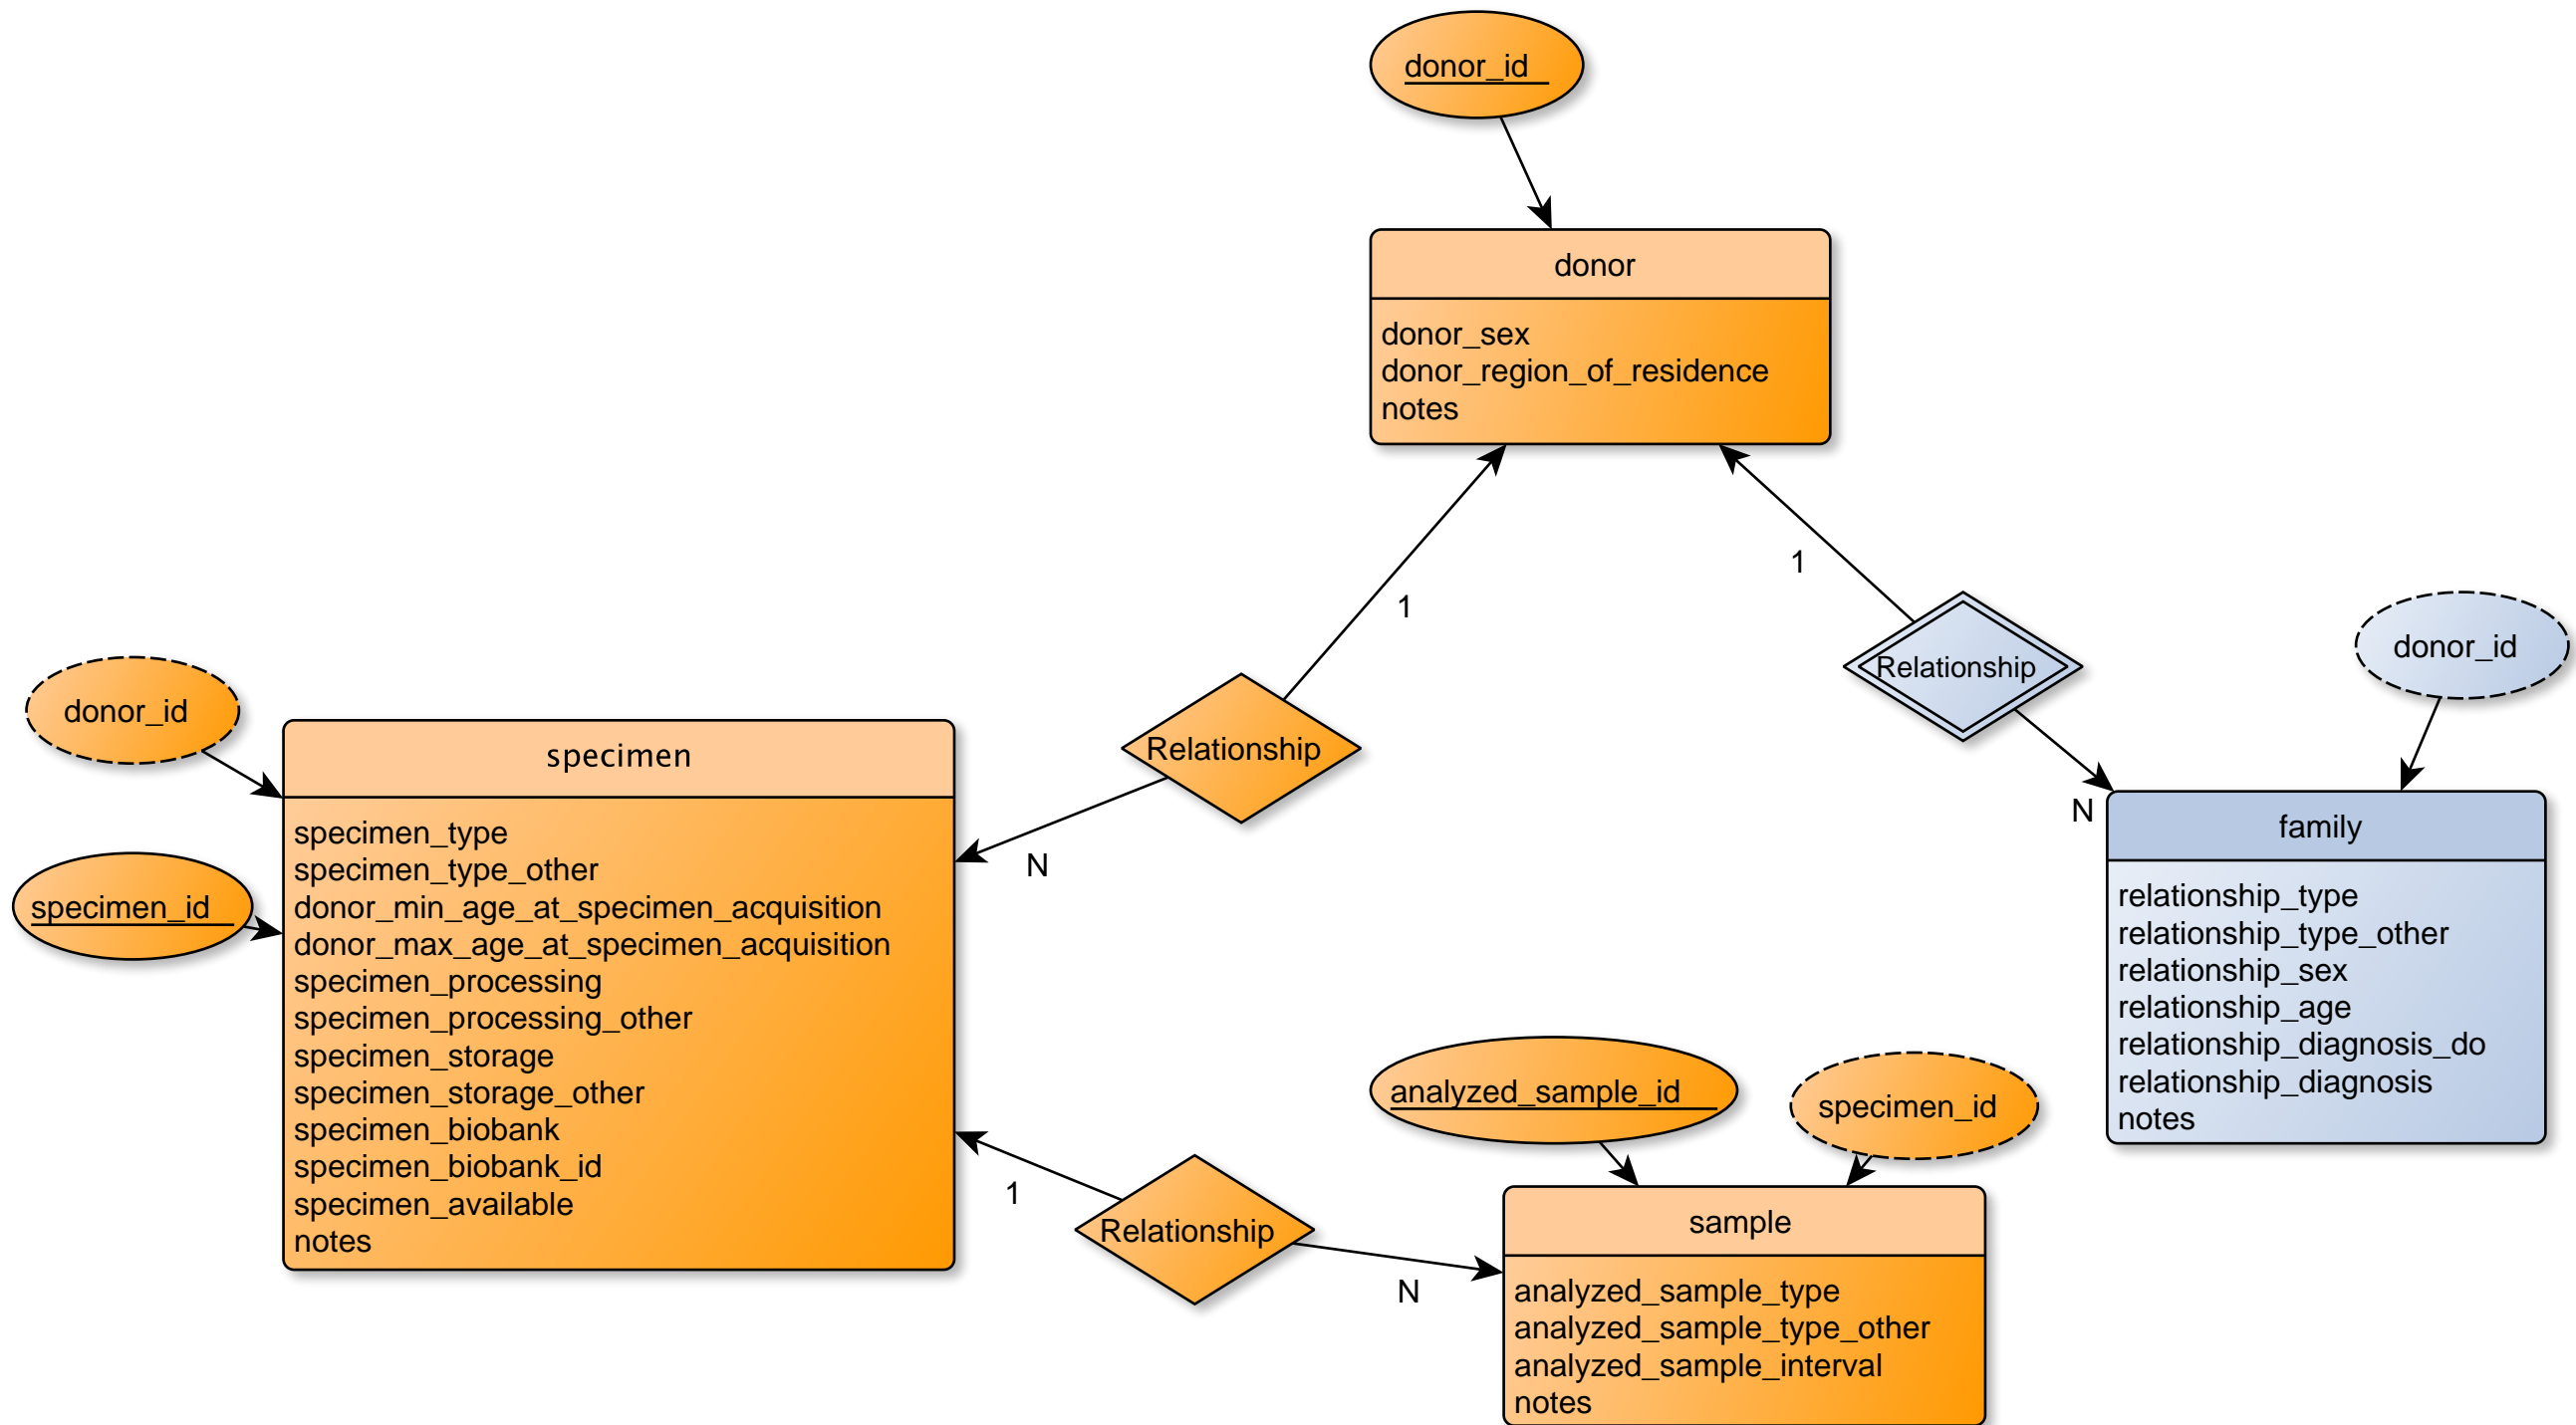 donor_id
donor
donor_sex
donor_region_of_residence
notes
1
1
Relationship
donor_id
donor_id
specimen
Relationship
N
N
family
specimen_type
specimen_type_other
donor_min_age_at_specimen_acquisition
donor_max_age_at_specimen_acquisition
specimen_processing
specimen_processing_other
specimen_storage
specimen_storage_other
specimen_biobank
specimen_biobank_id
specimen_available
notes
specimen_id
relationship_type
relationship_type_other
relationship_sex
relationship_age
relationship_diagnosis_do
relationship_diagnosis
notes
analyzed_sample_id
specimen_id
1
Relationship
N
sample
analyzed_sample_type
analyzed_sample_type_other
analyzed_sample_interval
notes